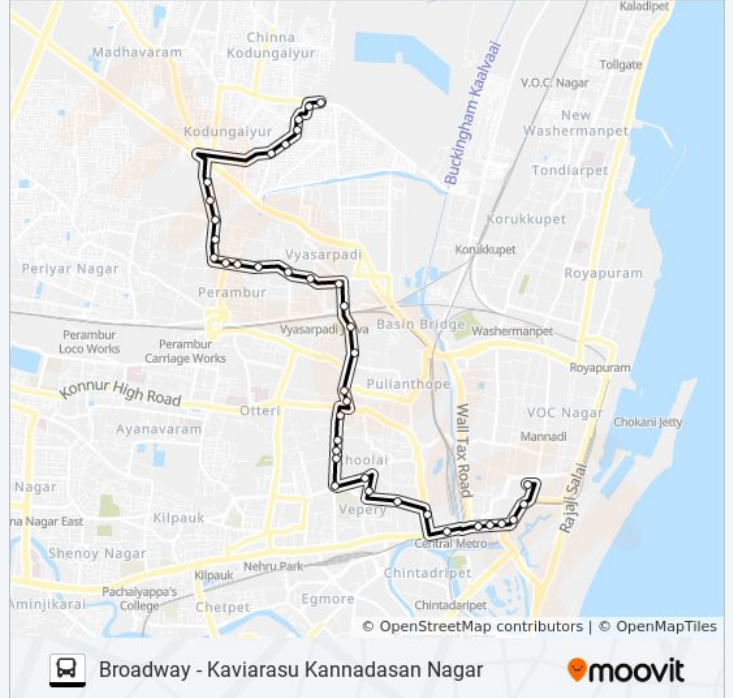 Kaladipet
Chinna
Kodungaiyur
Madhavaram
Tollgate
V.O.C. Nagar
Buckingham Kaalvaai
New
Washermanpet
Kodungaiyur
Tondiarpet
Korukkupet
Vyasarpadi
Korukkupet
Periyar Nagar
Royapuram
Perambur
Vyasarpadi Jeeva
Basin Bridge
Washermanpet
Perambur
Loco Works
Perambur
Carriage Works
Royapuram
Konnur High Road
Pulianthope
Otteri
VOC Nagar
Chokani Jetty
Ayanavaram
Wall Tax Road
Mannadi
Choolai
Nagar
Rajaji Salai
Kilpauk
Vepery
na Nagar East
Shenoy Nagar
Central Metro
Nehru Park
Kilpauk
Chintadripet
Pachaiyappa's
College
Egmore
Aminjikarai
Chetpet
Chintadaripet
© OpenStreetMap contributors | © OpenMapTiles
Broadway - Kaviarasu Kannadasan Nagar
moovit